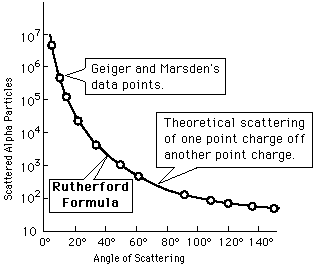 10⁷
10⁶
10⁵
10⁴
10³
10²
10
Scattered Alpha Particles
Geiger and Marsden's
data points.
Theoretical scattering
of one point charge off
another point charge.
Rutherford
Formula
0° 20° 40° 60° 80° 100° 120° 140°
Angle of Scattering